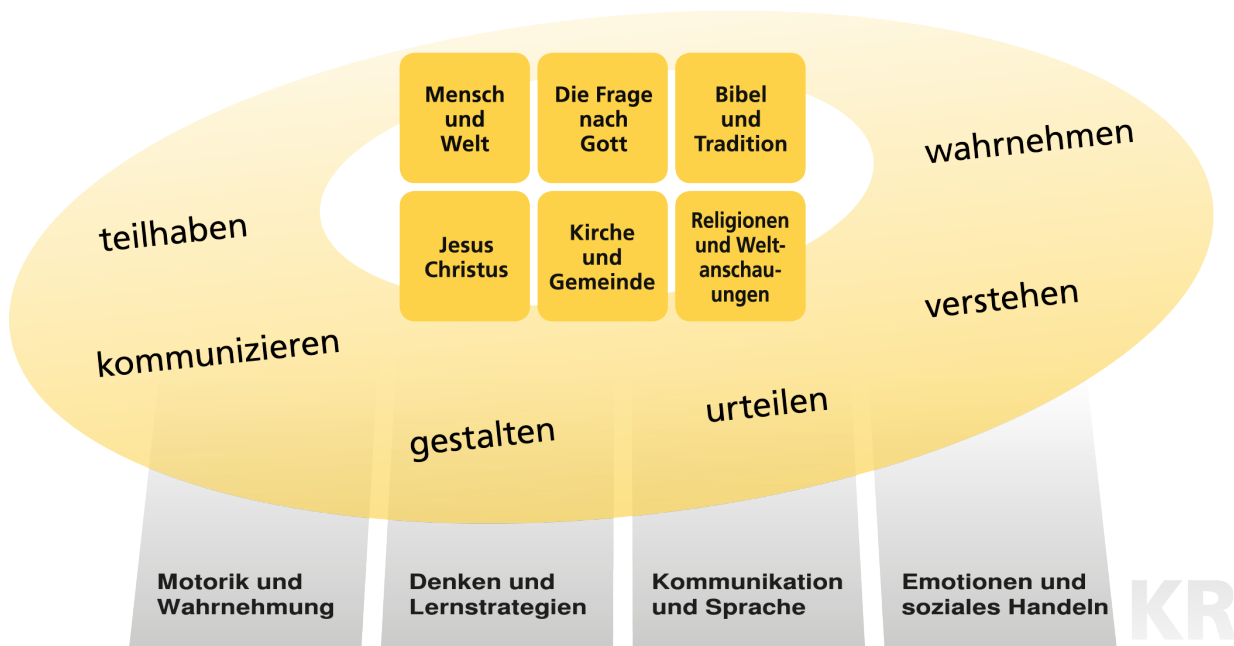 Mensch
und
Welt
Die Frage
nach
Gott
Bibel
und
Tradition
Jesus
Christus
Kirche
und
Gemeinde
Religionen
und Welt-
anschau-
ungen
wahrnehmen
verstehen
urteilen
gestalten
kommunizieren
teilhaben
Motorik und
Wahrnehmung
Denken und
Lernstrategien
Kommunikation
und Sprache
Emotionen und
soziales Handeln
KR